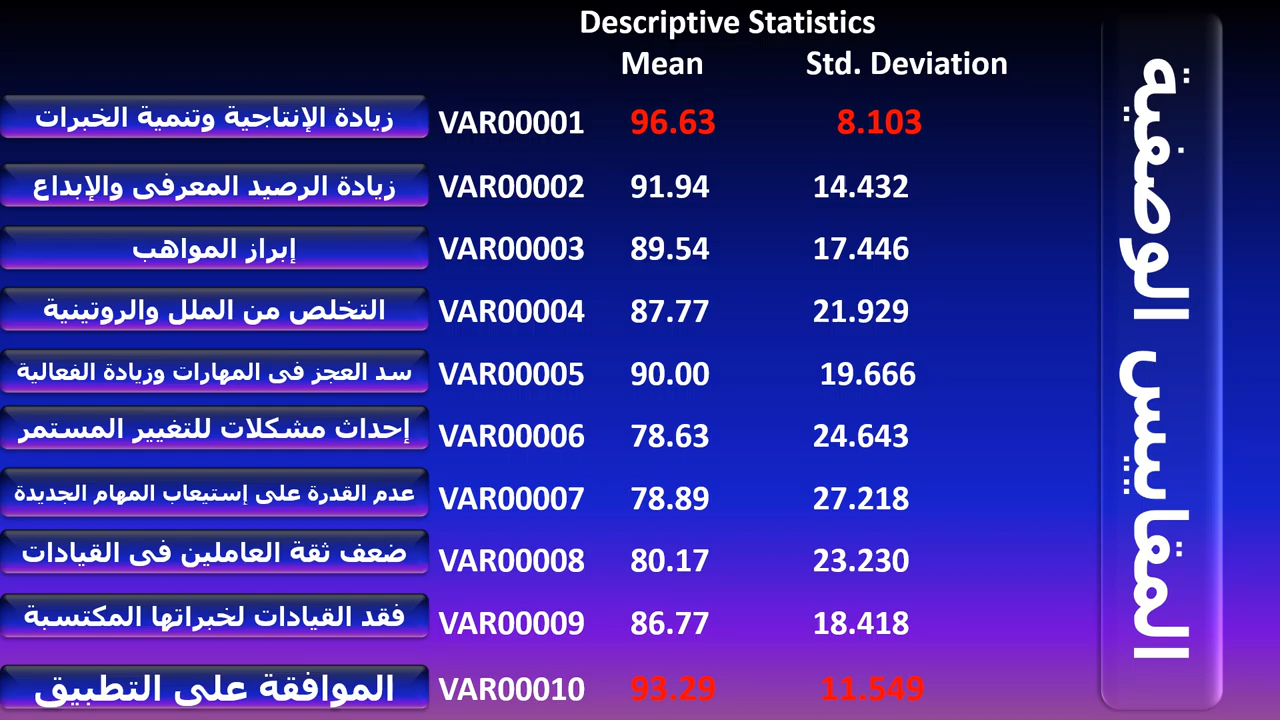 Descriptive Statistics
Mean Std. Deviation
زيادة الإنتاجية وتنمية الخبرات VAR00001 96.63 8.103
زيادة الرصيد المعرفى والإبداع VAR00002 91.94 14.432
إبراز المواهب VAR00003 89.54 17.446
التخلص من الملل والروتينية VAR00004 87.77 21.929
سد العجز فى المهارات وزيادة الفعالية VAR00005 90.00 19.666
إحداث مشكلات للتغيير المستمر VAR00006 78.63 24.643
عدم القدرة على إستيعاب المهام الجديدة VAR00007 78.89 27.218
ضعف ثقة العاملين فى القيادات VAR00008 80.17 23.230
فقد القيادات لخبراتها المكتسبة VAR00009 86.77 18.418
الموافقة على التطبيق VAR00010 93.29 11.549
المقاييس الوصفية